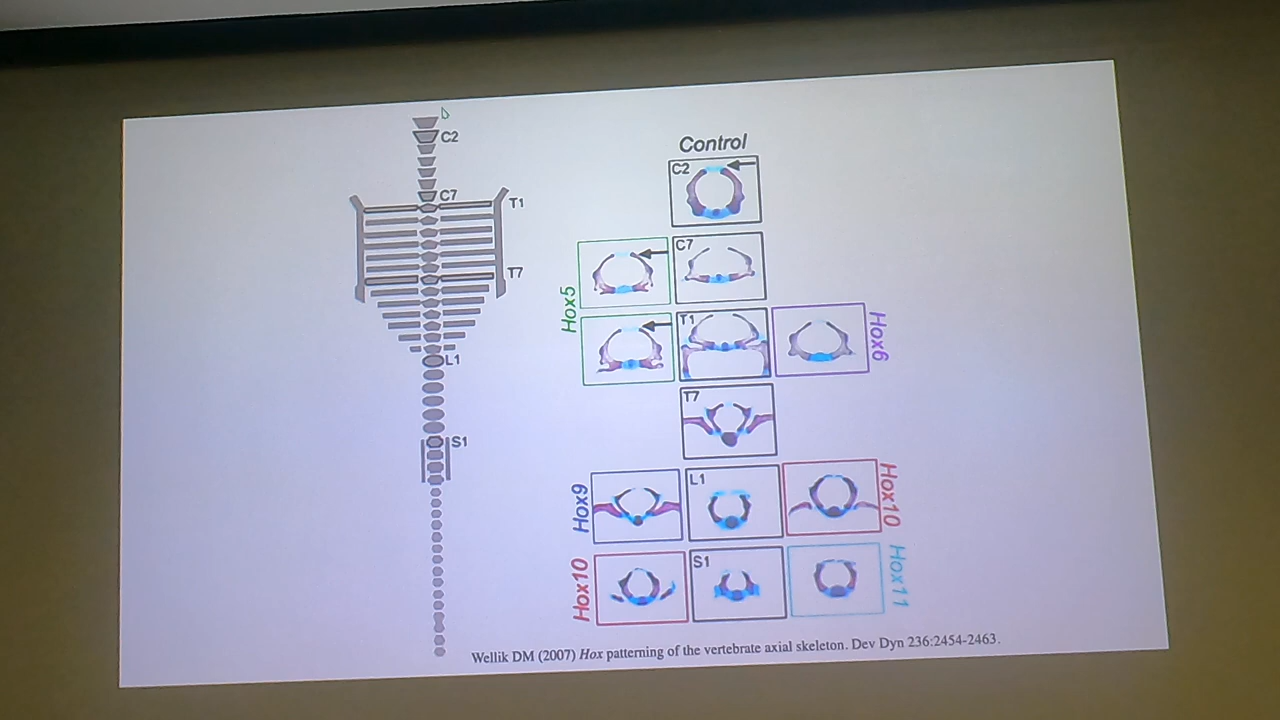 C2
C7
T1
T7
L1
S1
Control
C2
C7
Hox5
T1
Hox6
T7
Hox9
L1
Hox10
Hox10
S1
Hox11
Wellik DM (2007) Hox patterning of the vertebrate axial skeleton. Dev Dyn 236:2454-2463.